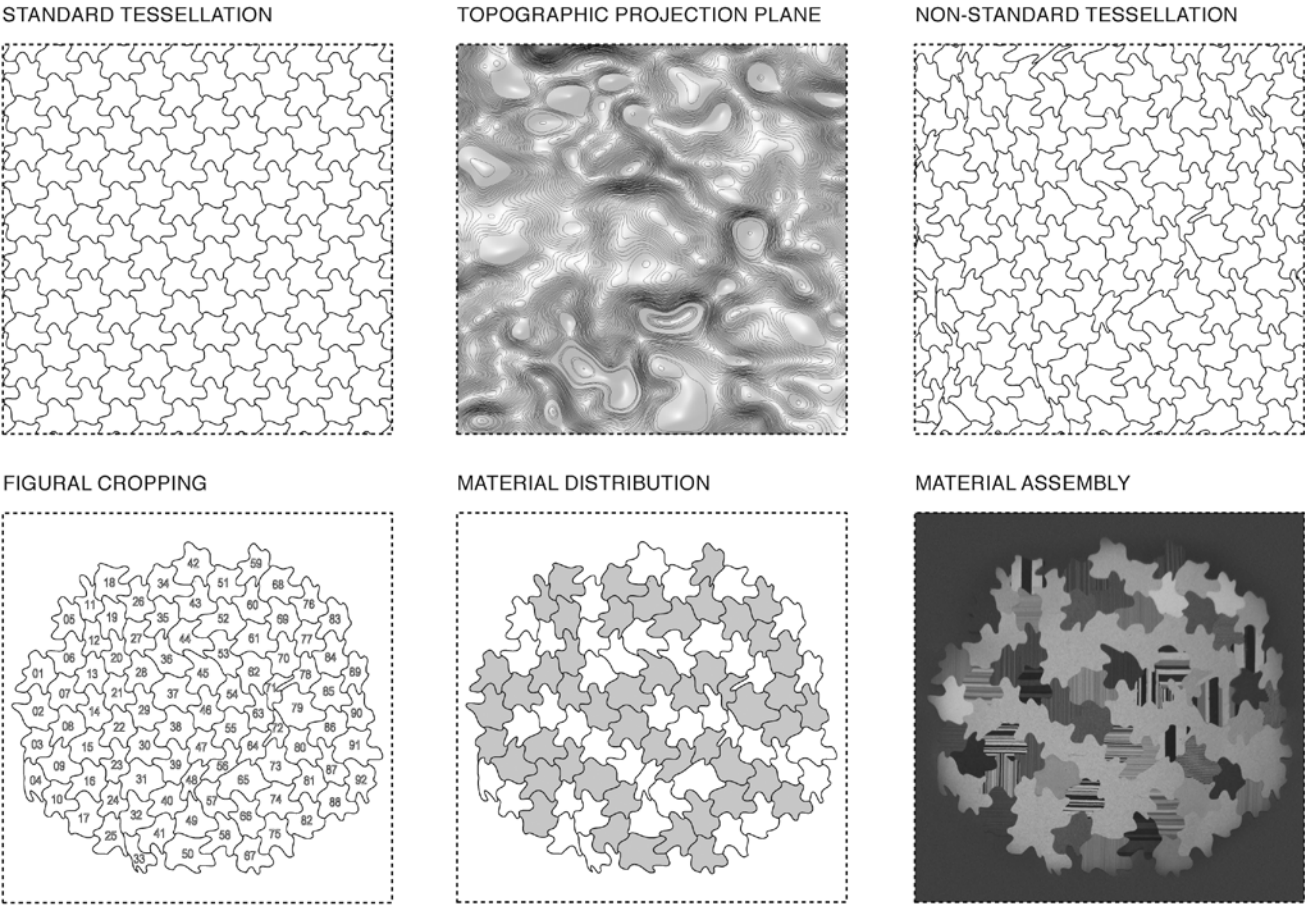 STANDARD TESSELLATION
TOPOGRAPHIC PROJECTION PLANE
NON-STANDARD TESSELLATION
FIGURAL CROPPING
MATERIAL DISTRIBUTION
MATERIAL ASSEMBLY
42 59
18 34 51 68
11 26 43 60 76
05 19 35 52 69 83
12 27 44 61 77
06 20 36 53 70 84
01 13 28 45 62 78 89
07 21 37 54 71 85
02 14 29 46 63 79 90
08 22 38 55 72 86
03 15 30 47 64 80 91
09 23 39 56 73 87
04 16 31 48 65 81 92
10 24 40 57 74 88
17 32 49 66 82
25 41 58 75
33 50 67